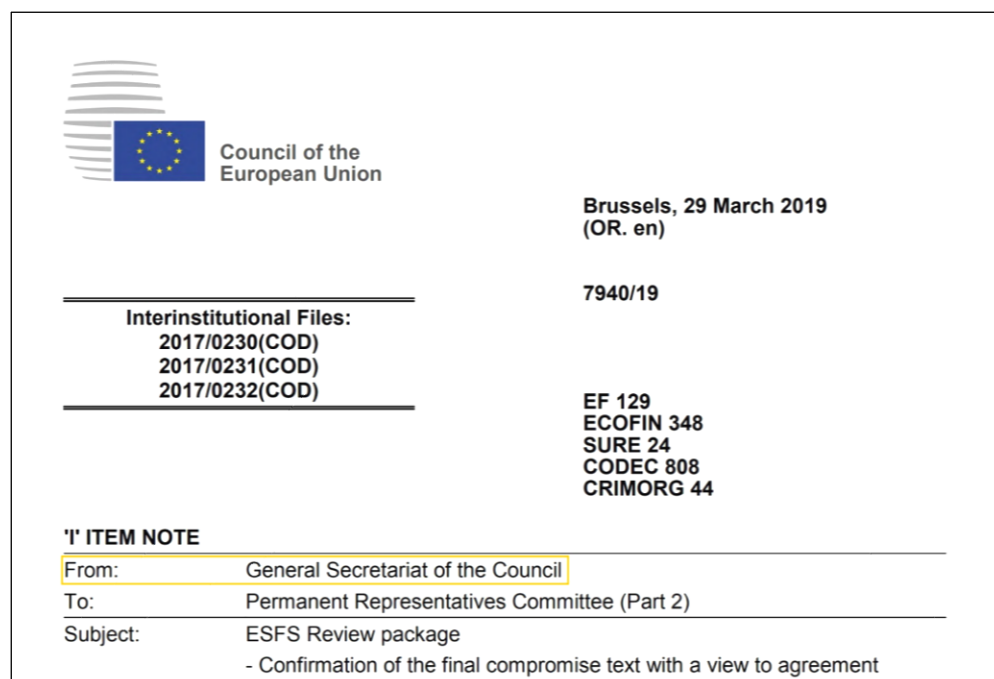 Council of the
European Union
Brussels, 29 March 2019
(OR. en)
7940/19
Interinstitutional Files:
2017/0230(COD)
2017/0231(COD)
2017/0232(COD)
EF 129
ECOFIN 348
SURE 24
CODEC 808
CRIMORG 44
'I' ITEM NOTE
From: General Secretariat of the Council
To: Permanent Representatives Committee (Part 2)
Subject: ESFS Review package
- Confirmation of the final compromise text with a view to agreement